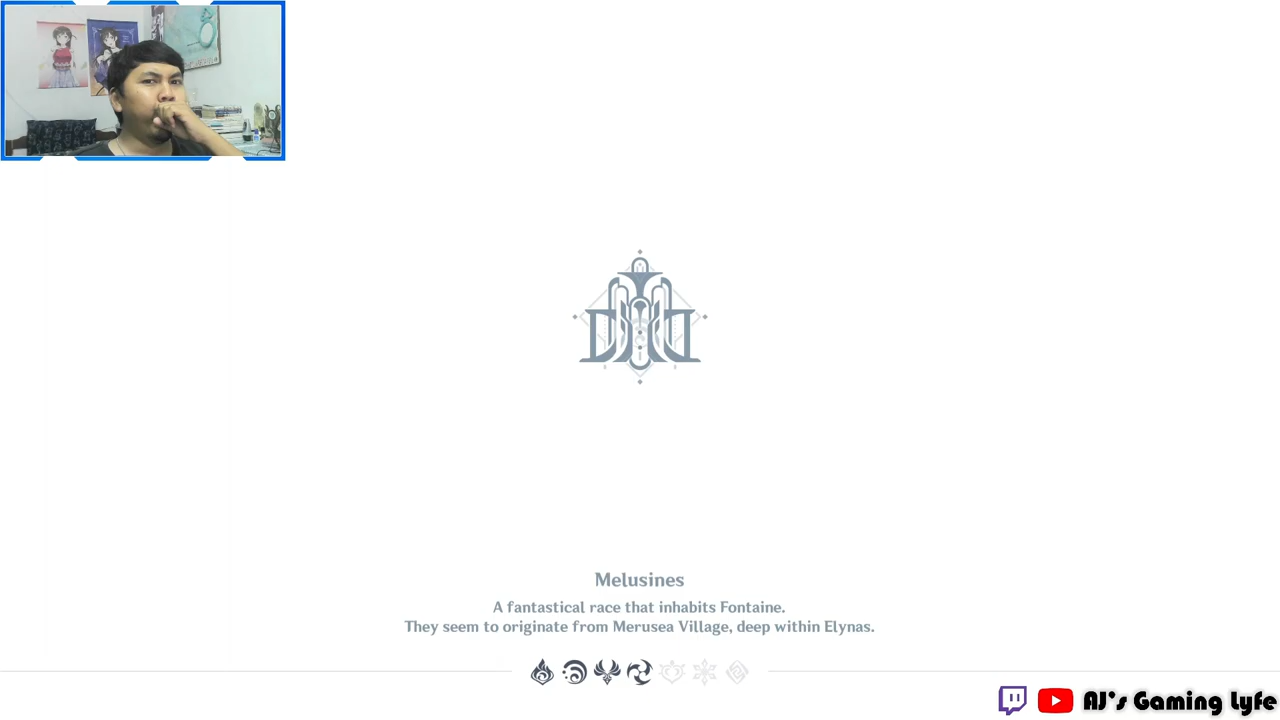 Melusines
A fantastical race that inhabits Fontaine.
They seem to originate from Merusea Village, deep within Elynas.
AJ's Gaming Lyfe